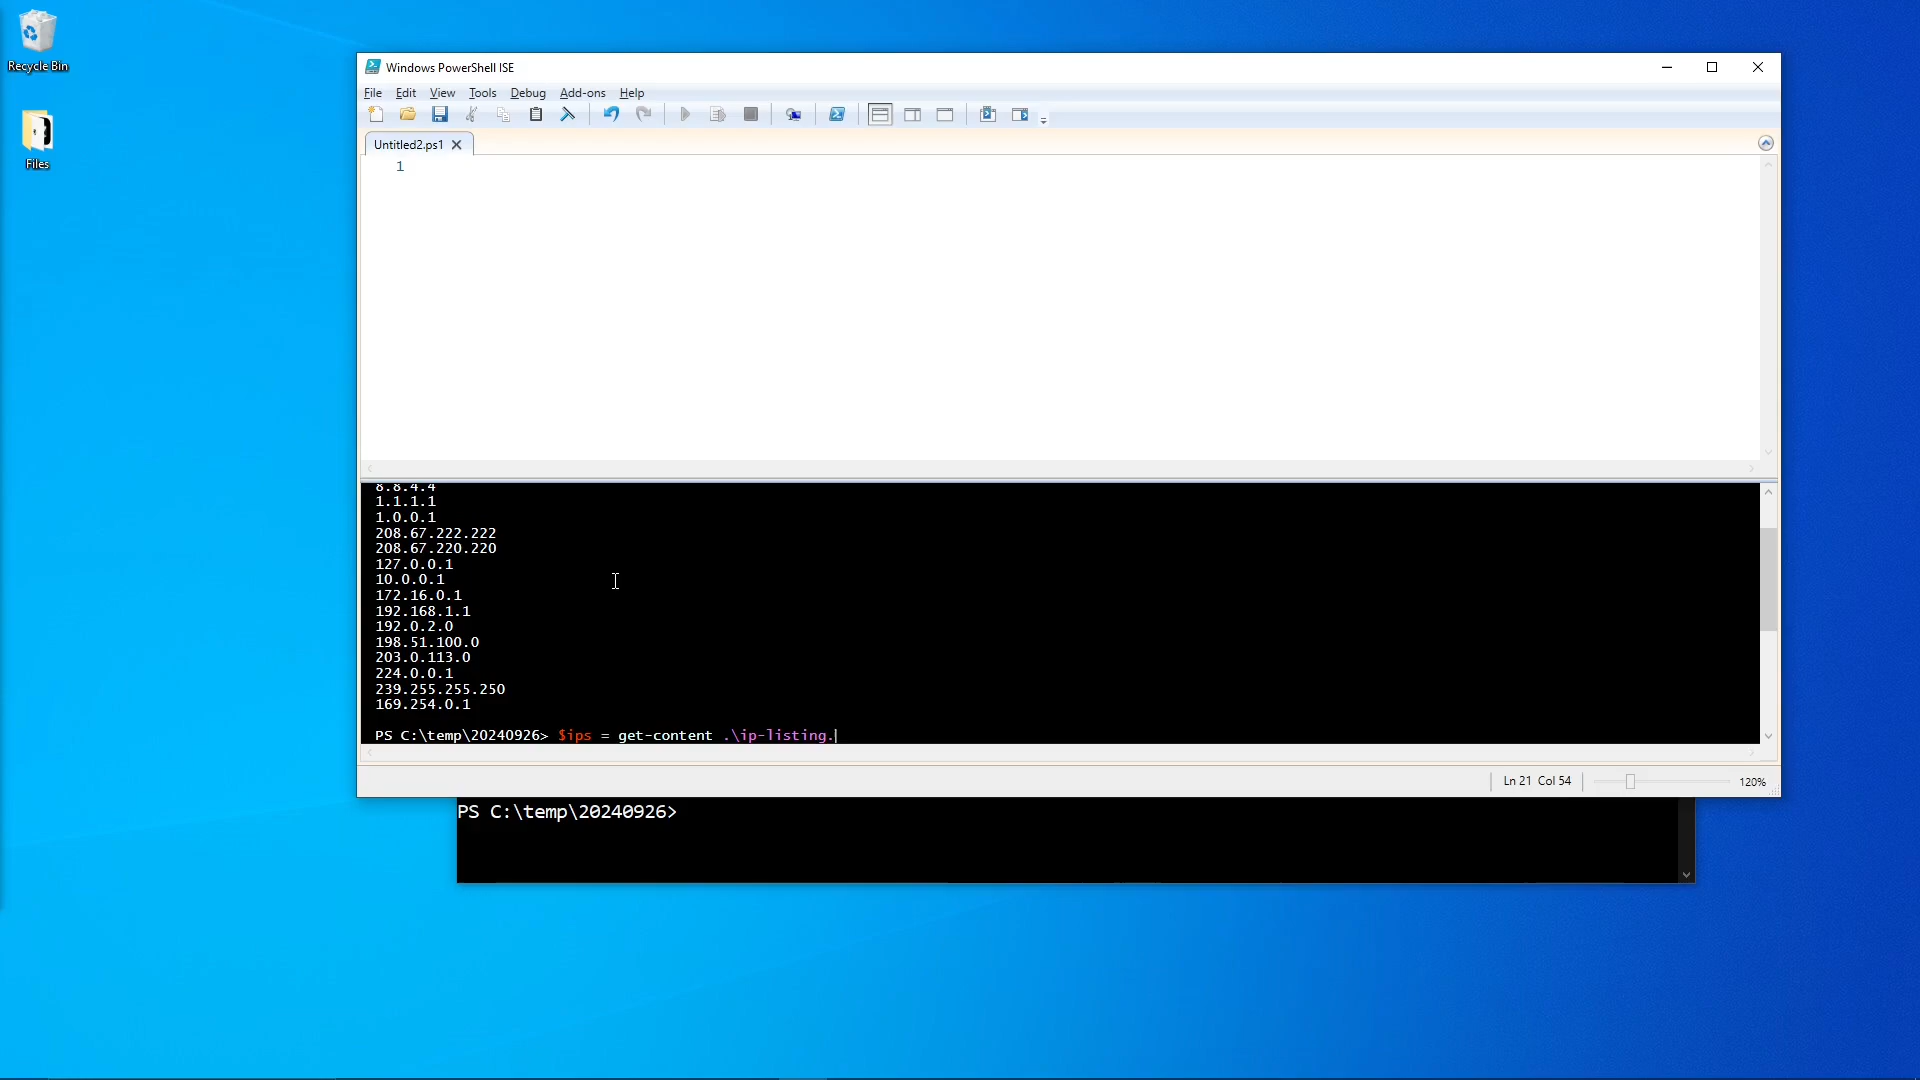 Recycle Bin
Files
Windows PowerShell ISE
File Edit View Tools Debug Add-ons Help
Untitled2.ps1
1
8.8.4.4
1.1.1.1
1.0.0.1
208.67.222.222
208.67.220.220
127.0.0.1
10.0.0.1
172.16.0.1
192.168.1.1
192.0.2.0
198.51.100.0
203.0.113.0
224.0.0.1
239.255.255.250
169.254.0.1
PS C:\temp\20240926> $ips = get-content .\ip-listing.
Ln 21 Col 54
120%
PS C:\temp\20240926>